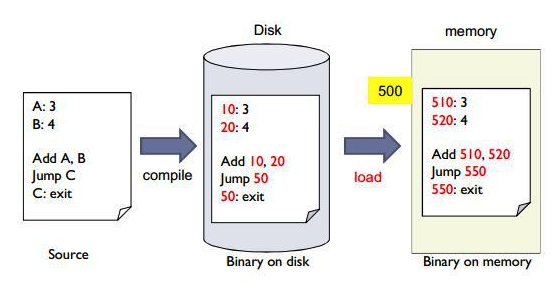 Disk
memory
500
A: 3
B: 4
Add A, B
Jump C
C: exit
compile
10: 3
20: 4
Add 10, 20
Jump 50
50: exit
load
510: 3
520: 4
Add 510, 520
Jump 550
550: exit
Source
Binary on disk
Binary on memory